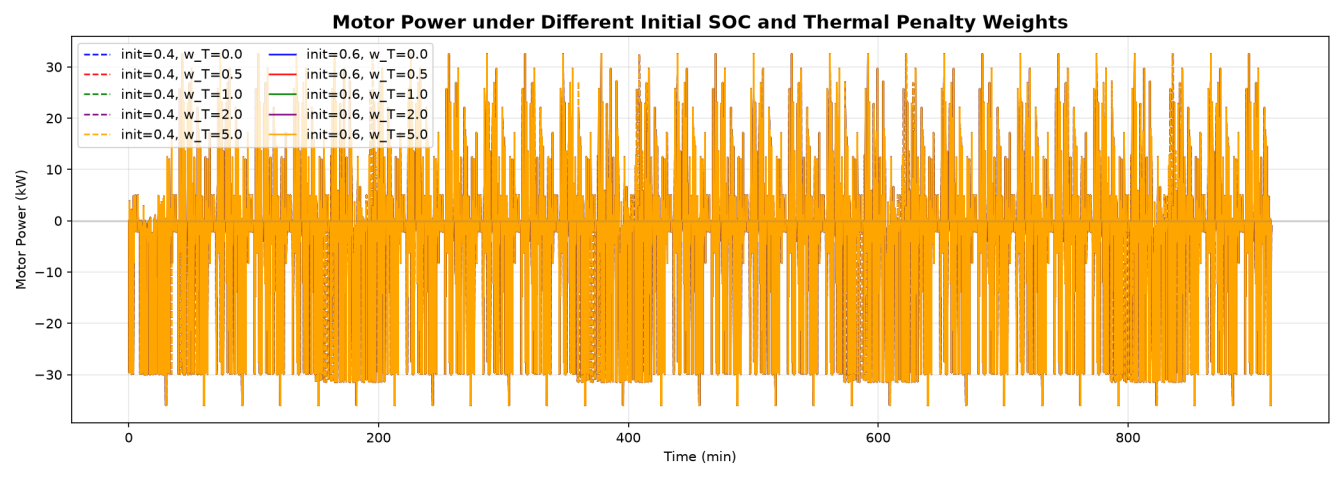 Motor Power under Different Initial SOC and Thermal Penalty Weights
init=0.4, w_T=0.0 init=0.6, w_T=0.0
init=0.4, w_T=0.5 init=0.6, w_T=0.5
init=0.4, w_T=1.0 init=0.6, w_T=1.0
init=0.4, w_T=2.0 init=0.6, w_T=2.0
init=0.4, w_T=5.0 init=0.6, w_T=5.0
Motor Power (kW)
30
20
10
0
−10
−20
−30
0 200 400 600 800
Time (min)